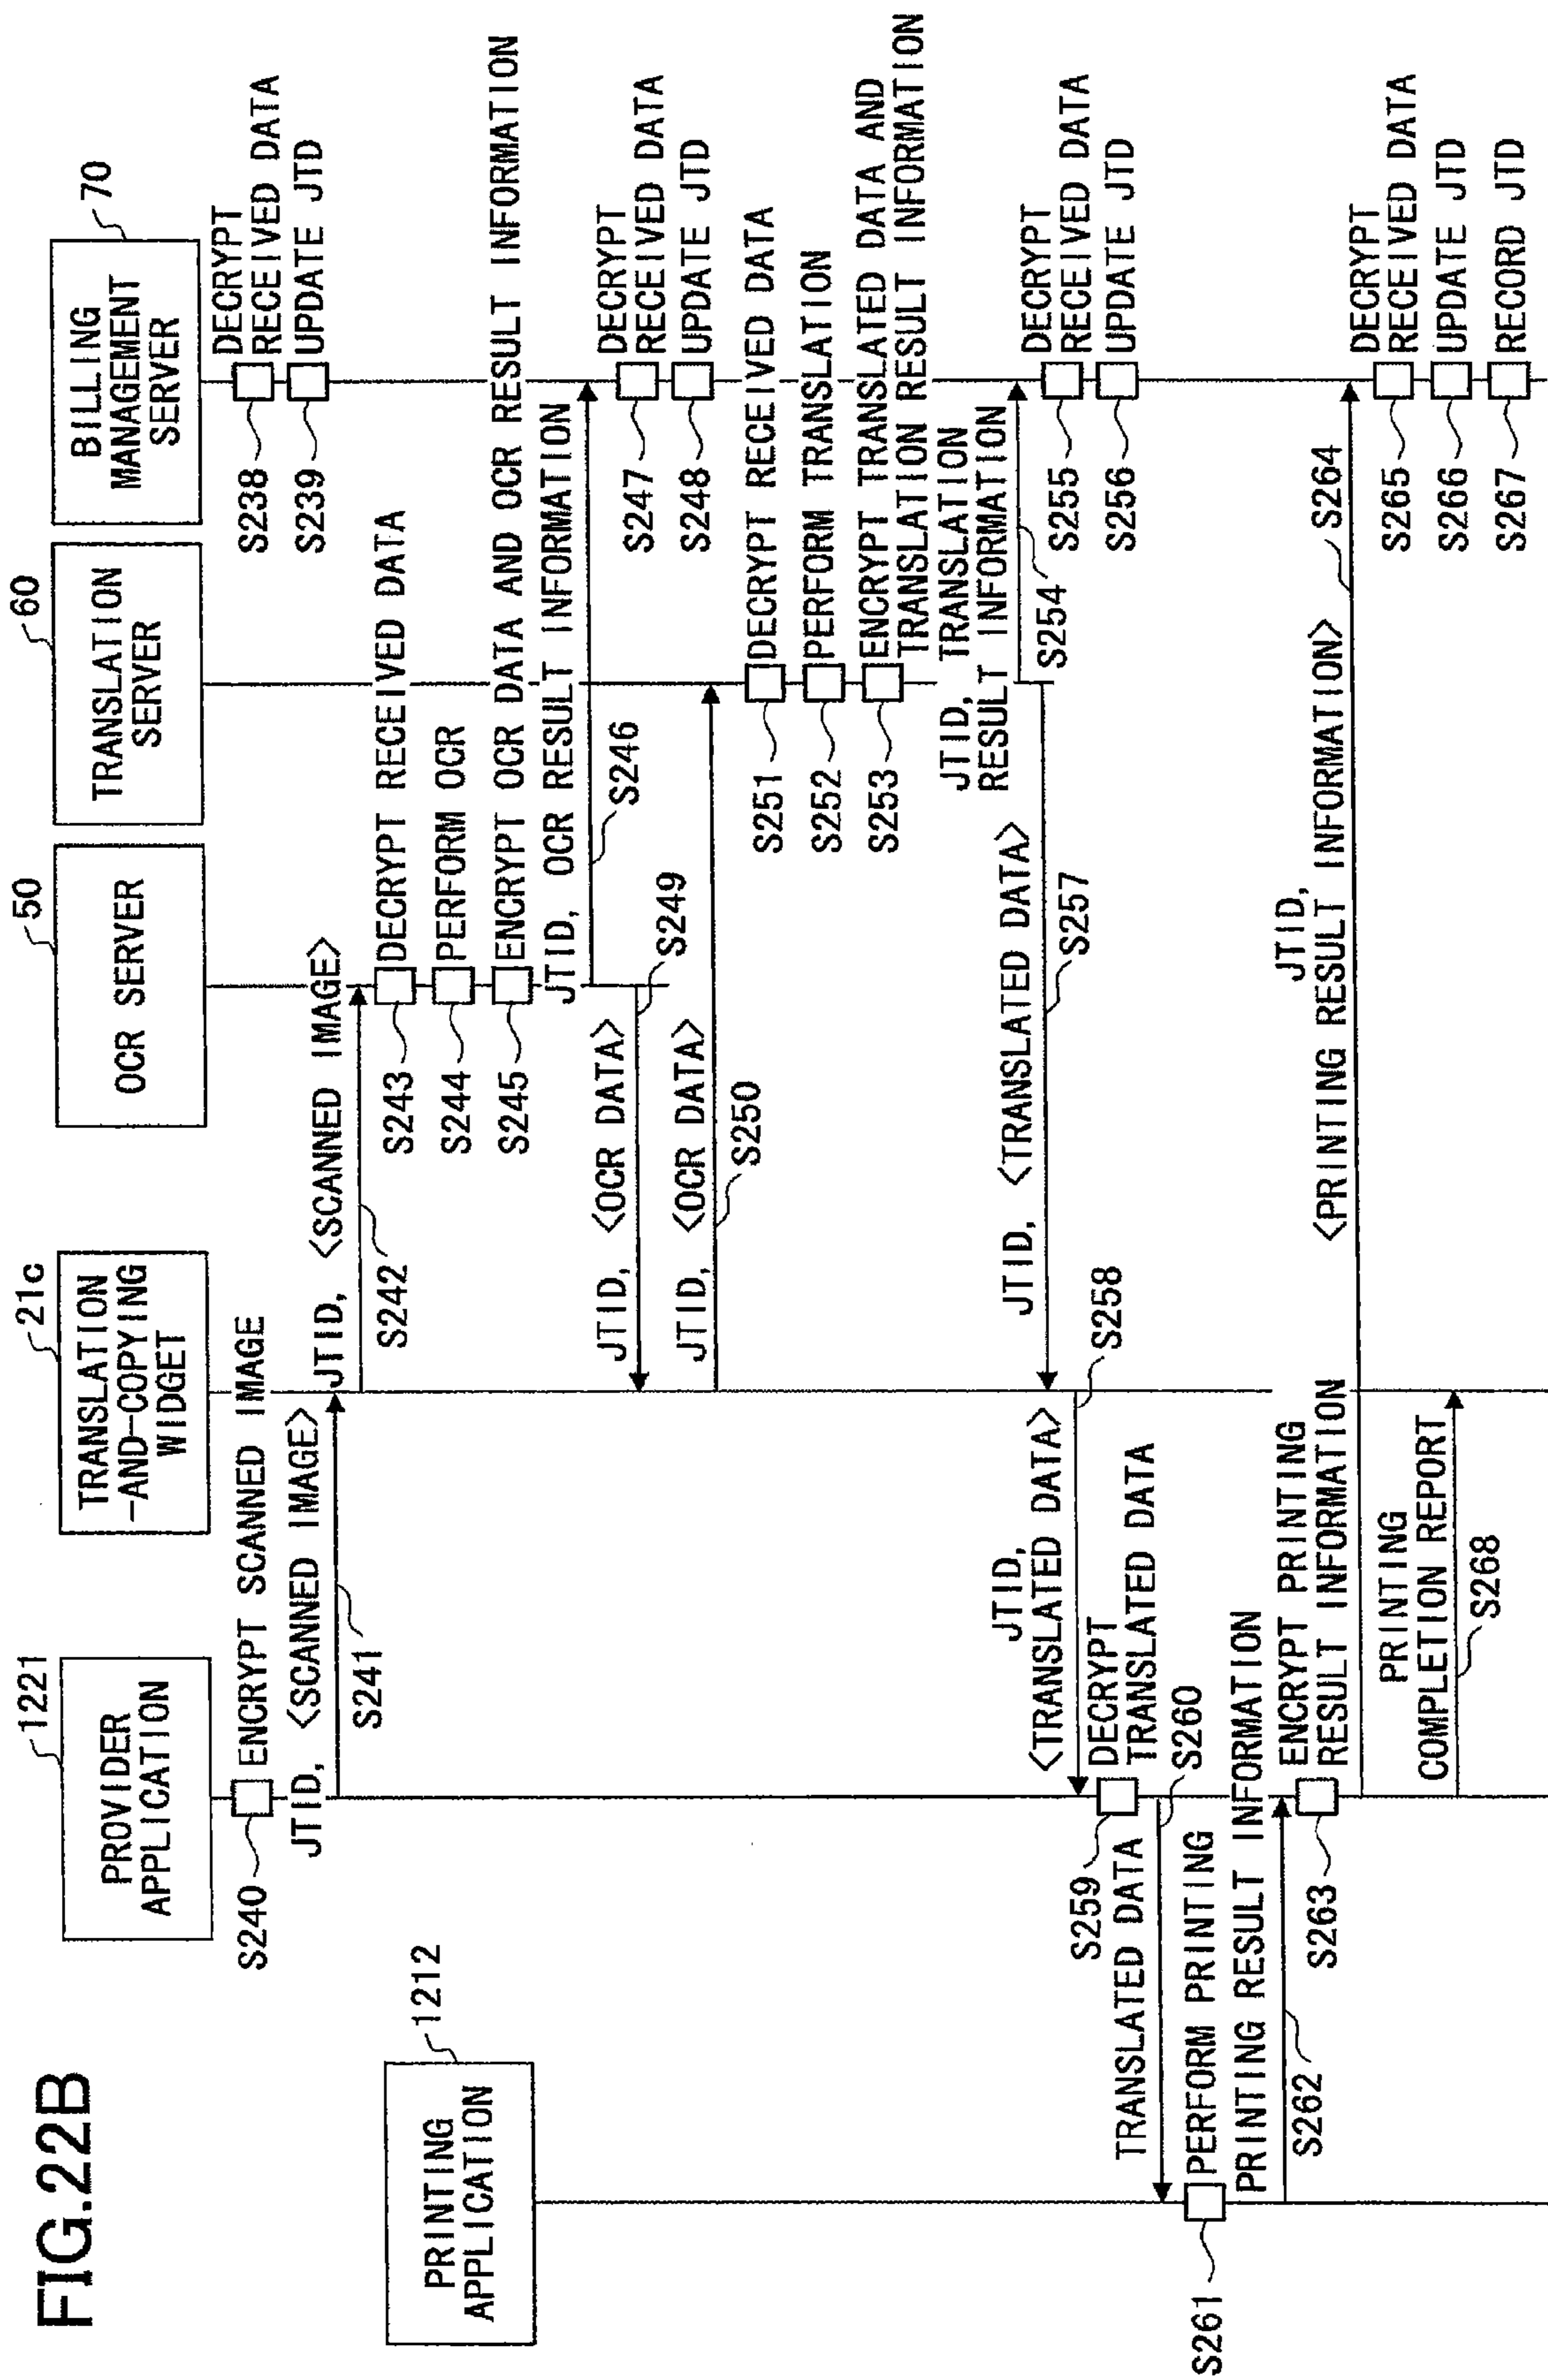 FIG.22B
PRINTING
APPLICATION
1212
PROVIDER
APPLICATION
1221
TRANSLATION
-AND-COPYING
WIDGET
21c
OCR SERVER
50
TRANSLATION
SERVER
60
BILLING
MANAGEMENT
SERVER
70
S238
DECRYPT
RECEIVED DATA
S239
UPDATE JTD
S240
ENCRYPT SCANNED IMAGE
JTID, <SCANNED IMAGE>
S241
JTID, <SCANNED IMAGE>
S242
S243
DECRYPT RECEIVED DATA
S244
PERFORM OCR
S245
ENCRYPT OCR DATA AND OCR RESULT INFORMATION
JTID, OCR RESULT INFORMATION
S246
S247
DECRYPT
RECEIVED DATA
S248
UPDATE JTD
JTID, <OCR DATA>
S249
JTID, <OCR DATA>
S250
S251
DECRYPT RECEIVED DATA
S252
PERFORM TRANSLATION
S253
ENCRYPT TRANSLATED DATA AND
TRANSLATION RESULT INFORMATION
JTID, TRANSLATION
RESULT INFORMATION
S254
S255
DECRYPT
RECEIVED DATA
S256
UPDATE JTD
JTID, <TRANSLATED DATA>
S257
JTID,
<TRANSLATED DATA>
S258
S259
DECRYPT
TRANSLATED DATA
TRANSLATED DATA
S260
S261
PERFORM PRINTING
PRINTING RESULT INFORMATION
S262
S263
ENCRYPT PRINTING
RESULT INFORMATION
JTID,
<PRINTING RESULT INFORMATION>
S264
S265
DECRYPT
RECEIVED DATA
S266
UPDATE JTD
S267
RECORD JTD
PRINTING
COMPLETION REPORT
S268